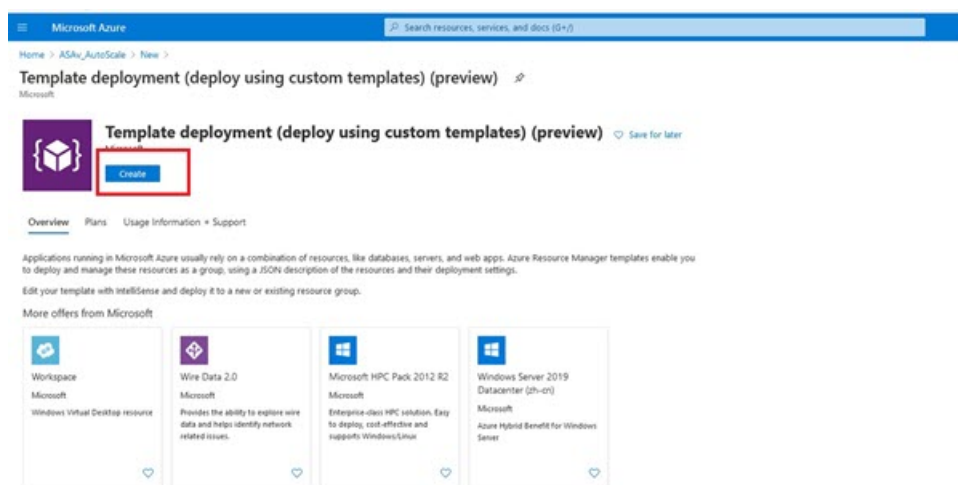 Microsoft Azure
Search resources, services, and docs (G+/)
Home > ASAv_AutoScale > New >
Template deployment (deploy using custom templates) (preview)
Microsoft
Template deployment (deploy using custom templates) (preview)
Save for later
Microsoft
Create
Overview Plans Usage Information + Support
Applications running in Microsoft Azure usually rely on a combination of resources, like databases, servers, and web apps. Azure Resource Manager templates enable you
to deploy and manage these resources as a group, using a JSON description of the resources and their deployment settings.
Edit your template with IntelliSense and deploy it to a new or existing resource group.
More offers from Microsoft
Workspace
Microsoft
Windows Virtual Desktop resource
Wire Data 2.0
Microsoft
Provides the ability to explore wire
data and helps identify network
related issues.
Microsoft HPC Pack 2012 R2
Microsoft
Enterprise-class HPC solution. Easy
to deploy, cost-effective and
supports Windows/Linux
Windows Server 2019
Datacenter (zh-cn)
Microsoft
Azure Hybrid Benefit for Windows
Server